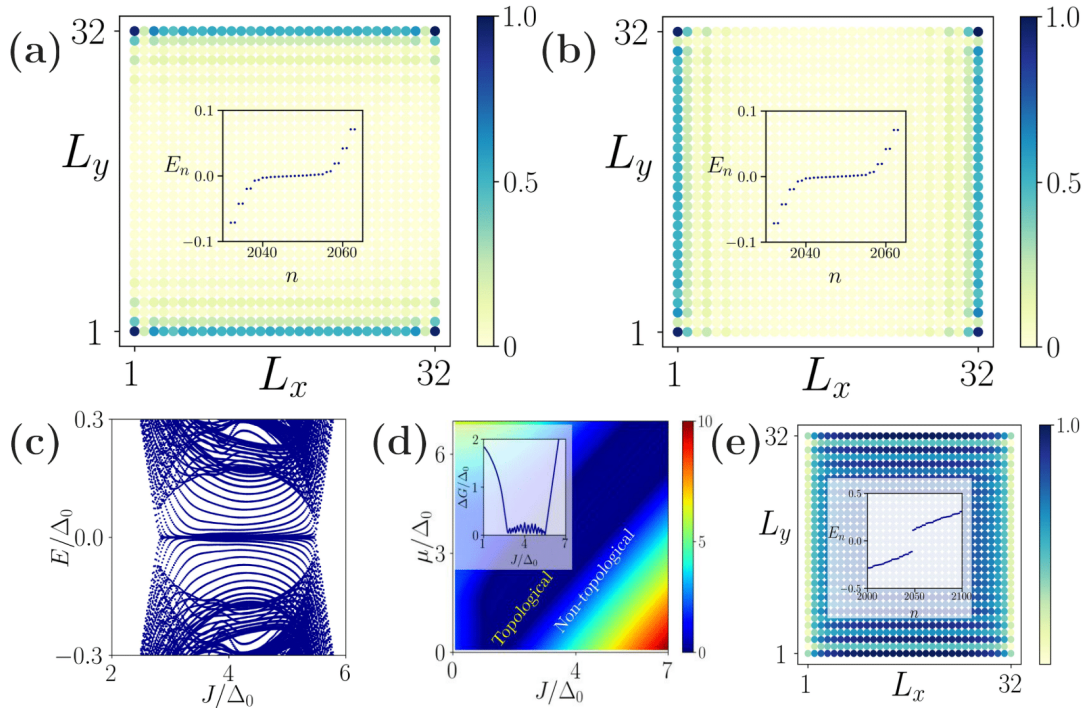 (a)
32
L_y
1
1
L_x
32
1.0
0.5
0
0.1
E_n
0.0
−0.1
2040
2060
n
(b)
32
L_y
1
1
L_x
32
1.0
0.5
0
0.1
E_n
0.0
−0.1
2040
2060
n
(c)
0.3
E/Δ_0
0.0
−0.3
2
4
6
J/Δ_0
(d)
6
μ/Δ_0
3
0
0
4
7
J/Δ_0
10
5
0
2
ΔG/Δ_0
1
0
1
4
7
J/Δ_0
Topological
Non-topological
(e)
32
L_y
1
1
L_x
32
1.0
0.5
E_n
0.0
−0.5
2000
2050
2100
n